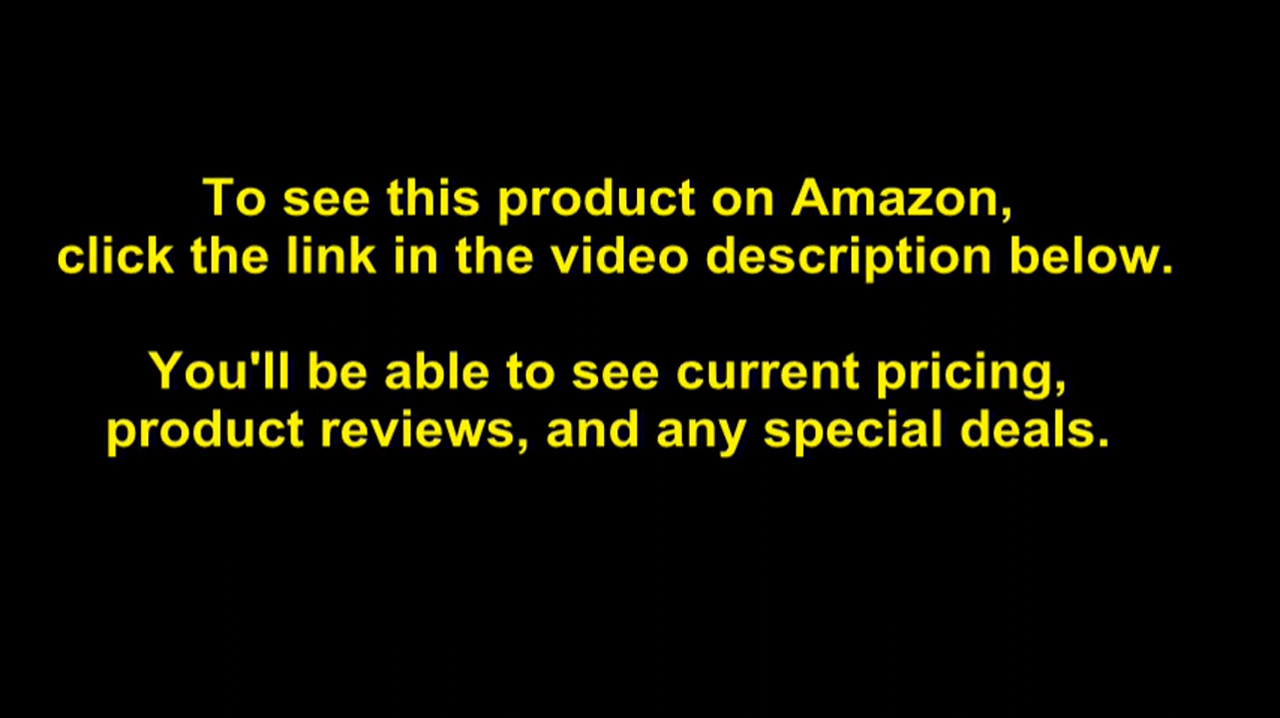 To see this product on Amazon,
click the link in the video description below.
You'll be able to see current pricing,
product reviews, and any special deals.